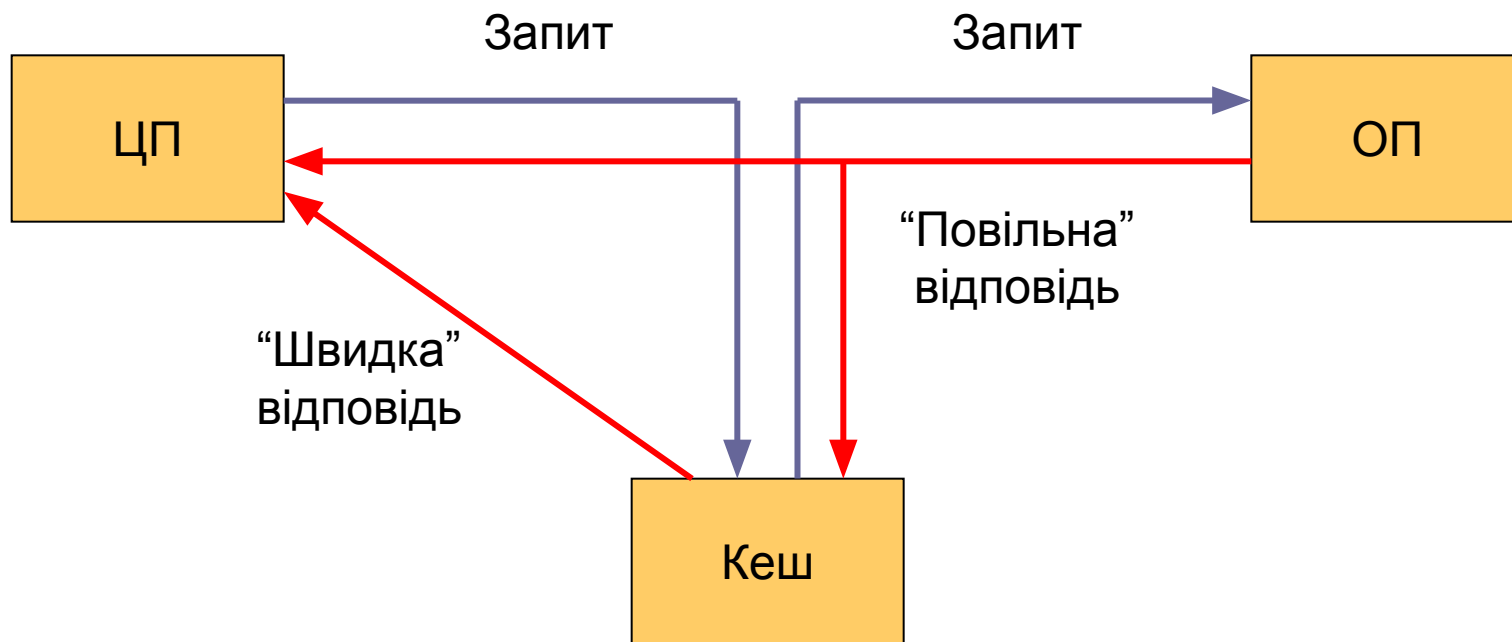 Запит
Запит
ЦП
ОП
“Повільна”
відповідь
“Швидка”
відповідь
Кеш